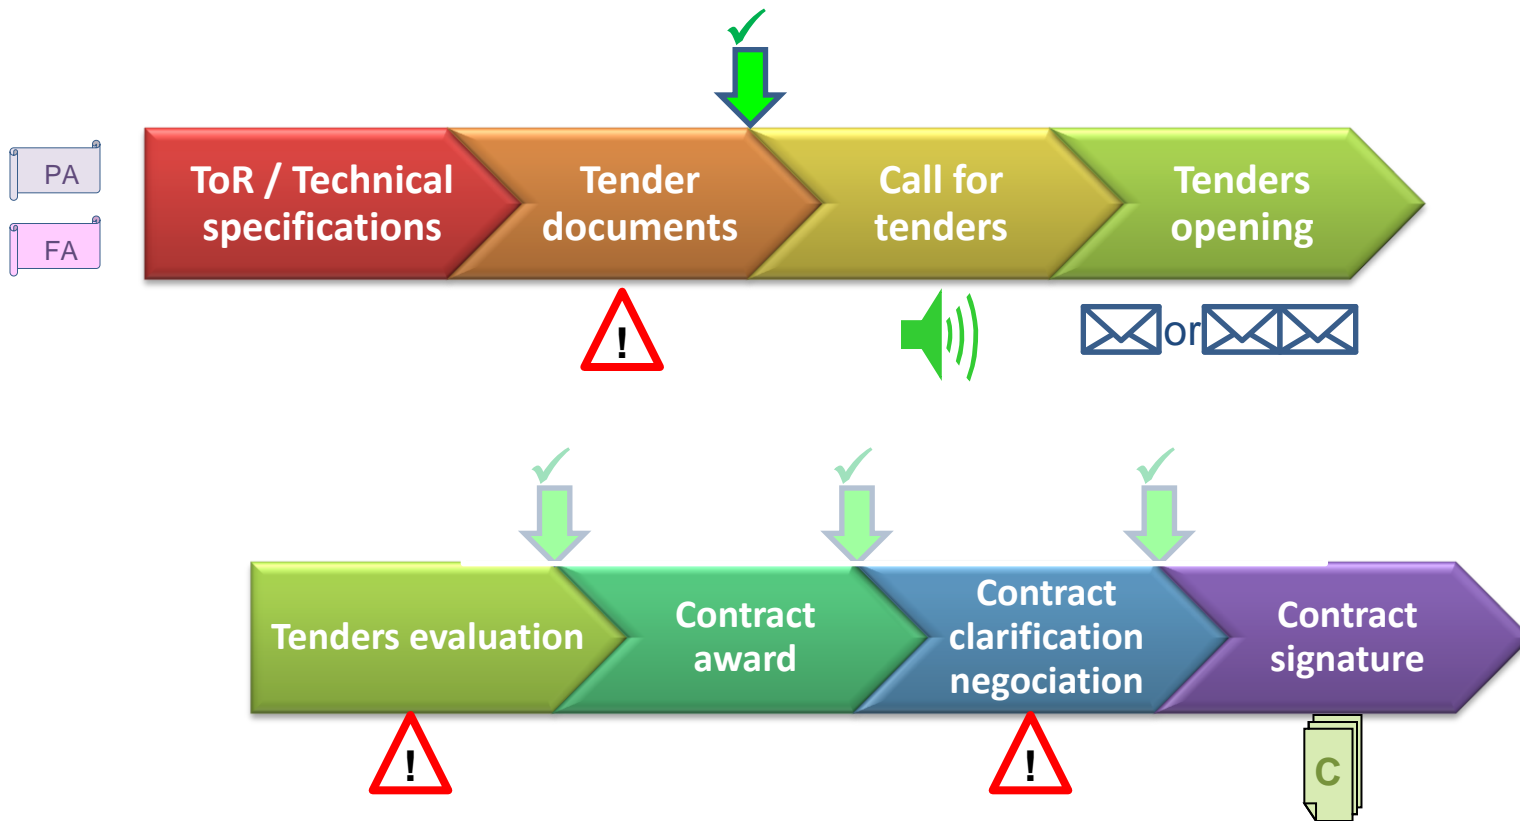 PA
FA
ToR / Technical
specifications
Tender
documents
Call for
tenders
Tenders
opening
!
or
Tenders evaluation
Contract
award
Contract
clarification
negociation
Contract
signature
!
!
C